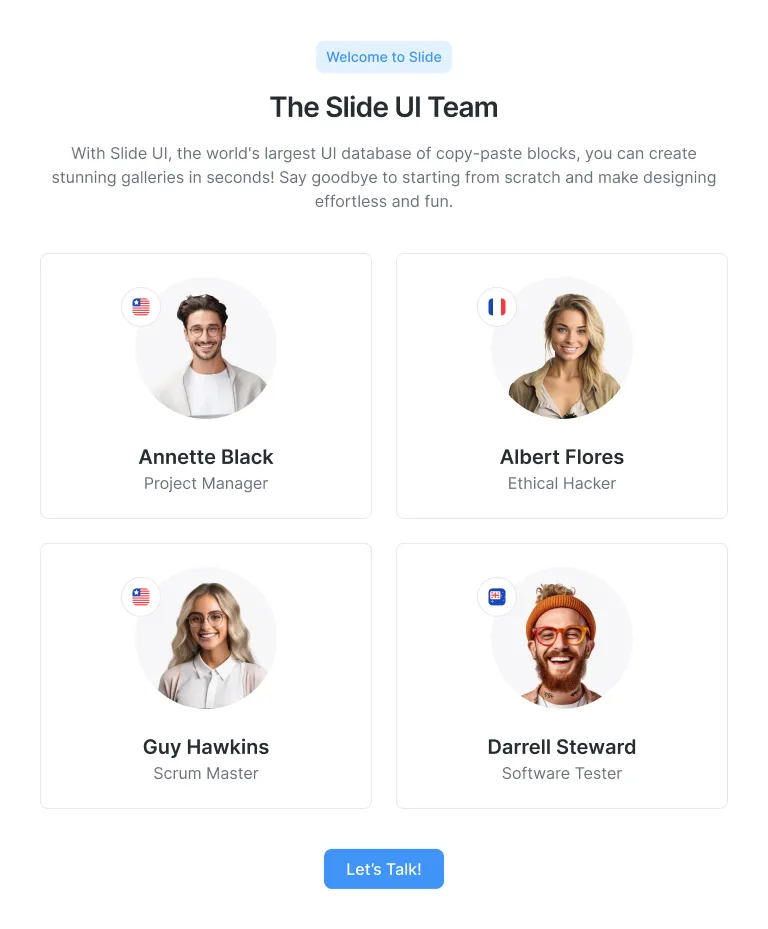 Welcome to Slide
The Slide UI Team
With Slide UI, the world's largest UI database of copy-paste blocks, you can create
stunning galleries in seconds! Say goodbye to starting from scratch and make designing
effortless and fun.
Annette Black
Project Manager
Albert Flores
Ethical Hacker
Guy Hawkins
Scrum Master
Darrell Steward
Software Tester
Let’s Talk!